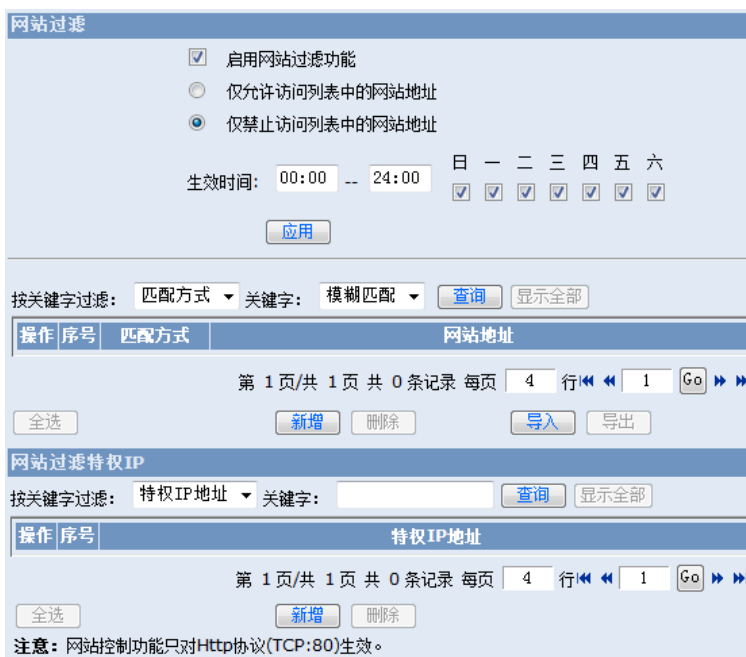 网站过滤
启用网站过滤功能
仅允许访问列表中的网站地址
仅禁止访问列表中的网站地址
日 一 二 三 四 五 六
生效时间: 00:00 -- 24:00
应用
按关键字过滤: 匹配方式 关键字: 模糊匹配 查询 显示全部
操作 序号 匹配方式 网站地址
第 1页/共 1页 共 0条记录 每页 4 行 1 Go
全选 新增 删除 导入 导出
网站过滤特权IP
按关键字过滤: 特权IP地址 关键字: 查询 显示全部
操作 序号 特权IP地址
第 1页/共 1页 共 0条记录 每页 4 行 1 Go
全选 新增 删除
注意: 网站控制功能只对Http协议(TCP:80)生效。